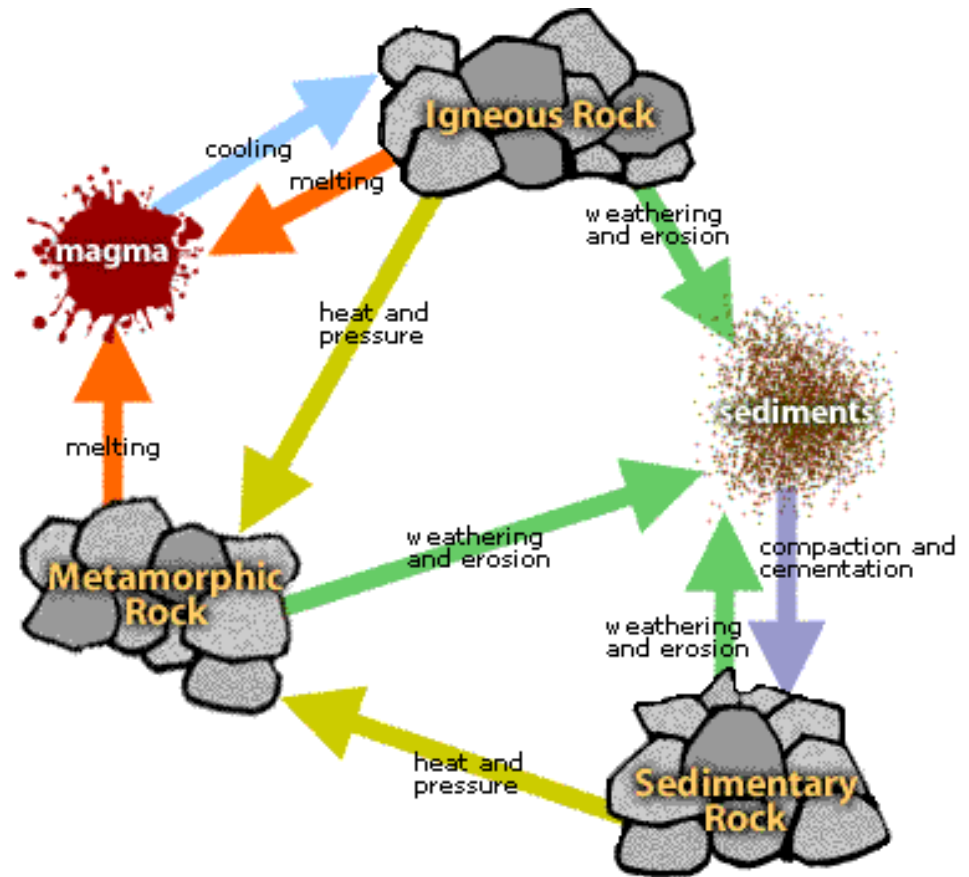 Igneous Rock
cooling
melting
weathering
and erosion
magma
heat and
pressure
sediments
melting
weathering
and erosion
compaction and
cementation
Metamorphic
Rock
weathering
and erosion
heat and
pressure
Sedimentary
Rock